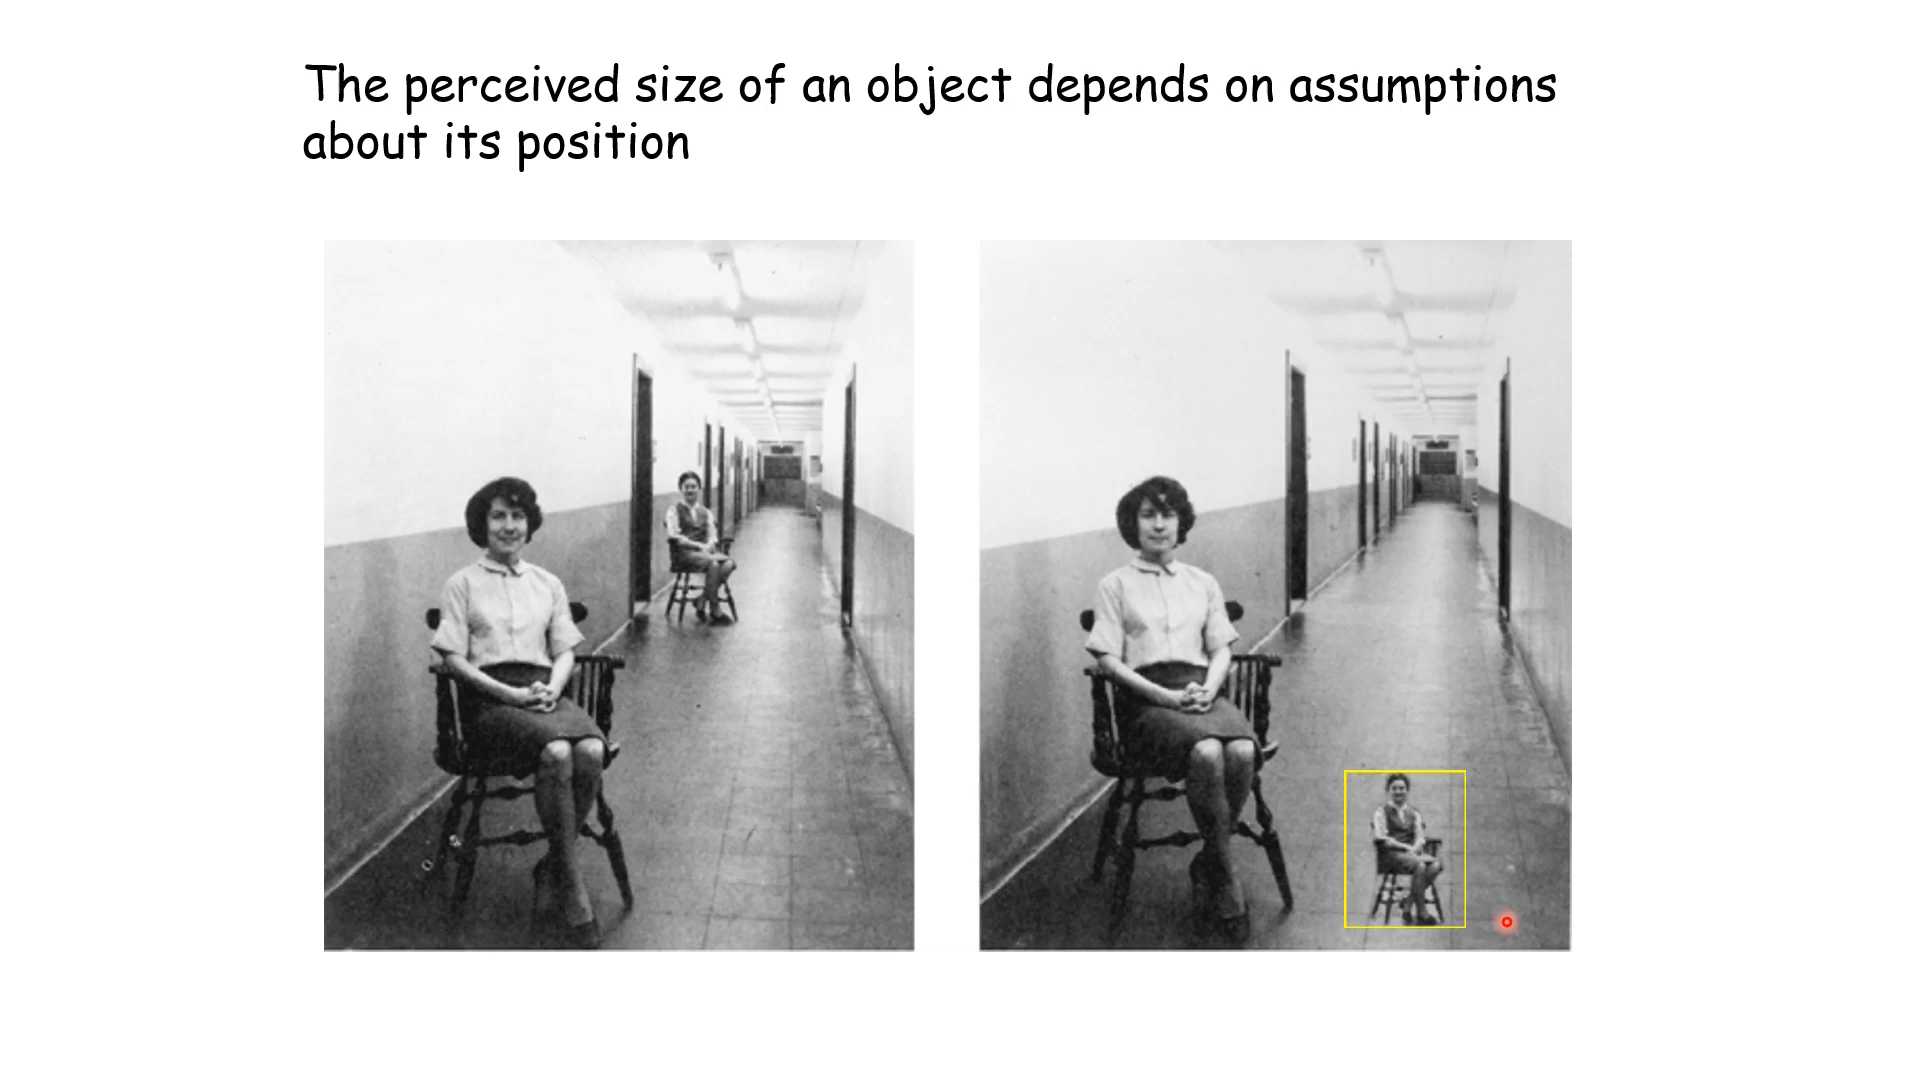 The perceived size of an object depends on assumptions
about its position